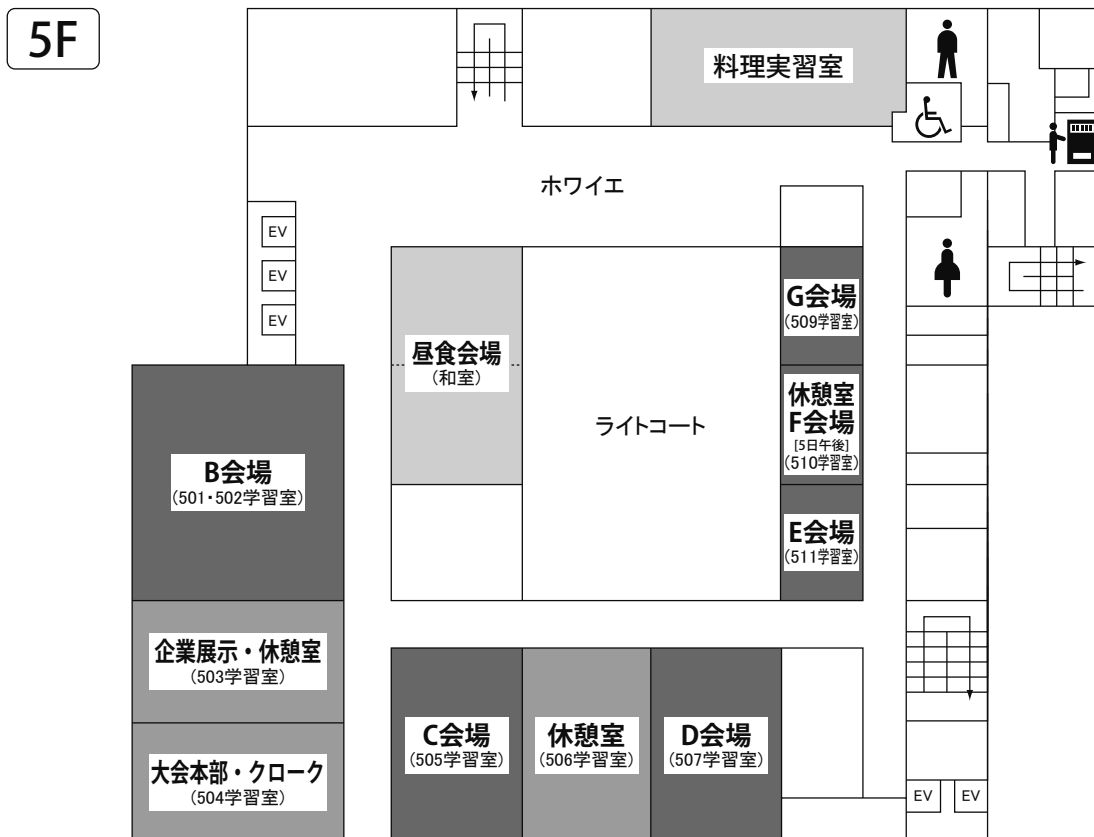 5F
料理実習室
ホワイエ
EV
EV
EV
G会場
(509学習室)
昼食会場
(和室)
休憩室
F会場
[5日午後]
(510学習室)
ライトコート
B会場
(501・502学習室)
E会場
(511学習室)
企業展示・休憩室
(503学習室)
C会場
(505学習室)
休憩室
(506学習室)
D会場
(507学習室)
大会本部・クローク
(504学習室)
EV
EV